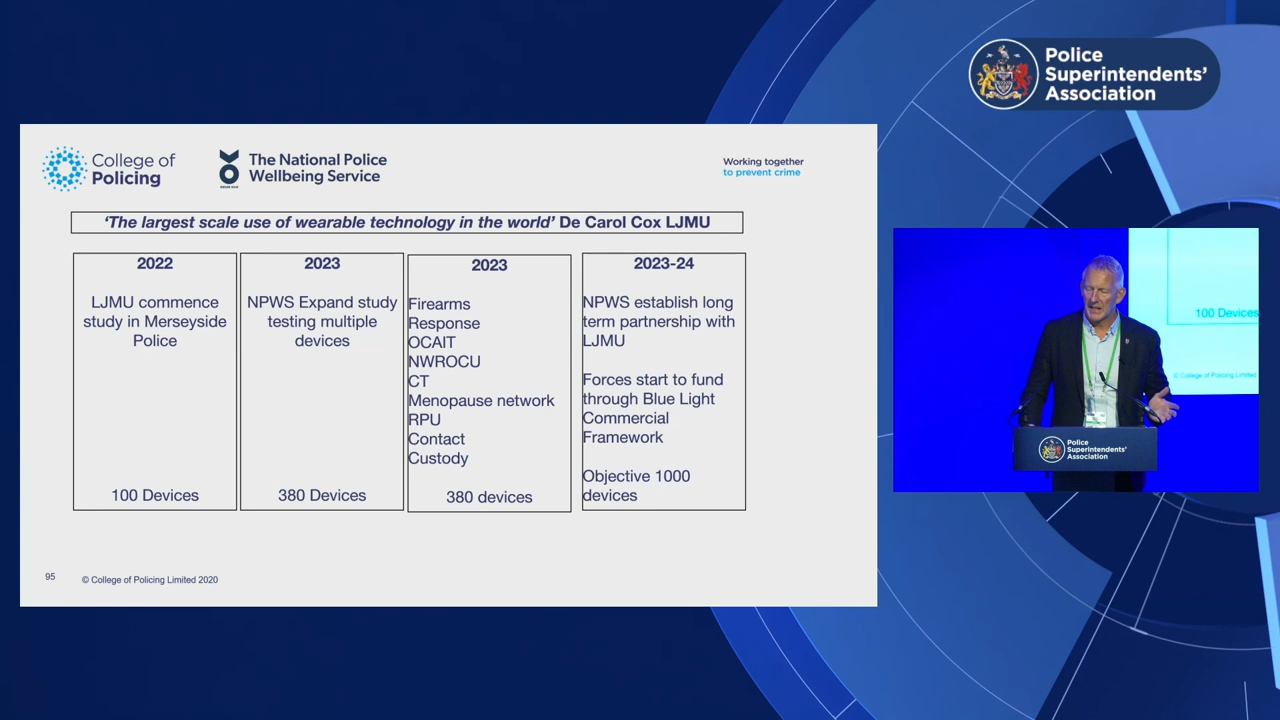 Police
Superintendents'
Association
College of
Policing
The National Police
Wellbeing Service
Working together
to prevent crime
'The largest scale use of wearable technology in the world' De Carol Cox LJMU
2022
LJMU commence
study in Merseyside
Police
100 Devices
2023
NPWS Expand study
testing multiple
devices
380 Devices
2023
Firearms
Response
OCAIT
NWROCU
CT
Menopause network
RPU
Contact
Custody
380 devices
2023-24
NPWS establish long
term partnership with
LJMU
Forces start to fund
through Blue Light
Commercial
Framework
Objective 1000
devices
95
© College of Policing Limited 2020
100 Devices
© College of Policing Limited
Police
Superintendents'
Association